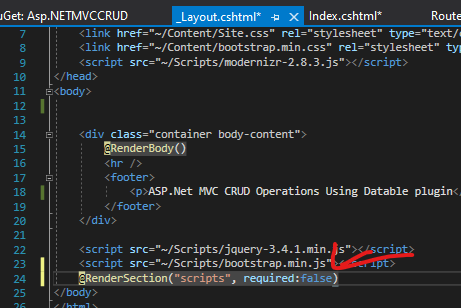 uGet: Asp.NETMVCCRUD
_Layout.cshtml*
Index.cshtml*
Route
7 <link href="~/Content/Site.css" rel="stylesheet" type="text/
8 <link href="~/Content/bootstrap.min.css" rel="stylesheet" ty
9 <script src="~/Scripts/modernizr-2.8.3.js"></script>
10 </head>
11 <body>
12
13
14 <div class="container body-content">
15 @RenderBody()
16 <hr />
17 <footer>
18 <p>ASP.Net MVC CRUD Operations Using Datable plugin</
19 </footer>
20 </div>
21
22 <script src="~/Scripts/jquery-3.4.1.min.js"></script>
23 <script src="~/Scripts/bootstrap.min.js"></script>
24 @RenderSection("scripts", required:false)
25 </body>
26 </html>